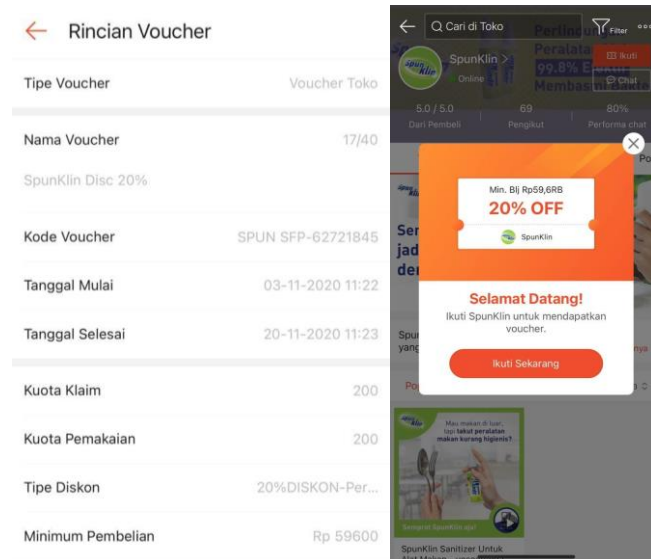 Rincian Voucher
Tipe Voucher Voucher Toko
Nama Voucher 17/40
SpunKlin Disc 20%
Kode Voucher SPUN SFP-62721845
Tanggal Mulai 03-11-2020 11:22
Tanggal Selesai 20-11-2020 11:23
Kuota Klaim 200
Kuota Pemakaian 200
Tipe Diskon 20%DISKON-Per...
Minimum Pembelian Rp 59600
Cari di Toko
Filter
SpunKlin >
Online
Ikuti
Chat
99.8%
5.0 / 5.0 69 80%
Dari Pembeli Pengikut Performa chat
Min. Blj Rp59,6RB
20% OFF
SpunKlin
Selamat Datang!
Ikuti SpunKlin untuk mendapatkan
voucher.
Ikuti Sekarang
Mau makan di luar,
tapi takut peralatan
makan kurang higienis?
Semprot SpunKlin aja!
SpunKlin Sanitizer Untuk